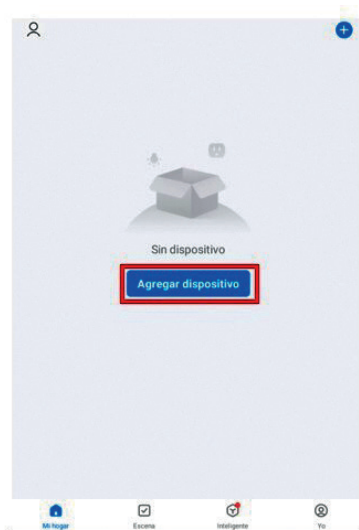 Sin dispositivo
Agregar dispositivo
Mi hogar
Escena
Inteligente
Yo